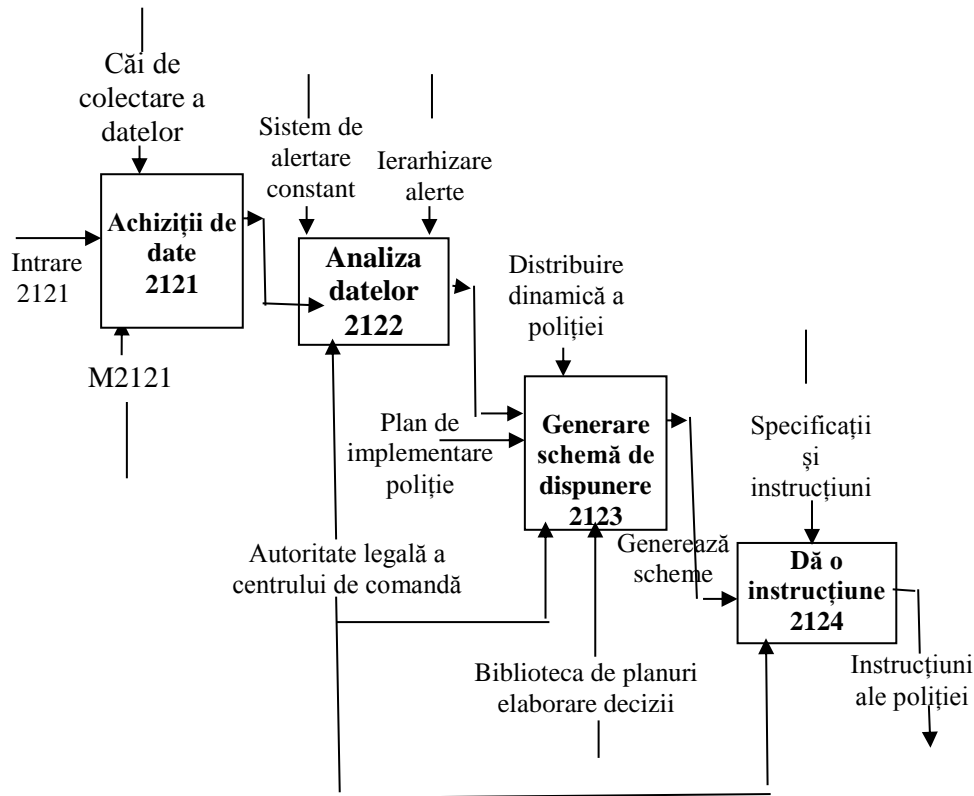 Căi de
colectare a
datelor
Sistem de
alertare
constant
Ierarhizare
alerte
Achiziții de
date
2121
Intrare
2121
M2121
Analiza
datelor
2122
Distribuire
dinamică a
poliției
Plan de
implementare
poliție
Generare
schemă de
dispunere
2123
Specificații
și
instrucțiuni
Autoritate legală a
centrului de comandă
Generează
scheme
Dă o
instrucțiune
2124
Biblioteca de planuri
elaborare decizii
Instrucțiuni
ale poliției